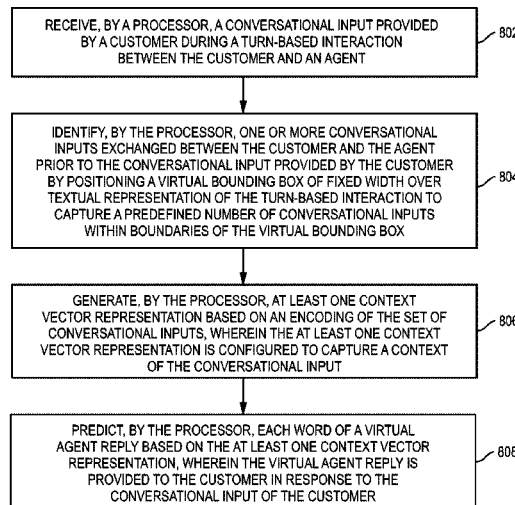 RECEIVE, BY A PROCESSOR, A CONVERSATIONAL INPUT PROVIDED
BY A CUSTOMER DURING A TURN-BASED INTERACTION
BETWEEN THE CUSTOMER AND AN AGENT
802
IDENTIFY, BY THE PROCESSOR, ONE OR MORE CONVERSATIONAL
INPUTS EXCHANGED BETWEEN THE CUSTOMER AND THE AGENT
PRIOR TO THE CONVERSATIONAL INPUT PROVIDED BY THE CUSTOMER
BY POSITIONING A VIRTUAL BOUNDING BOX OF FIXED WIDTH OVER
TEXTUAL REPRESENTATION OF THE TURN-BASED INTERACTION TO
CAPTURE A PREDEFINED NUMBER OF CONVERSATIONAL INPUTS
WITHIN BOUNDARIES OF THE VIRTUAL BOUNDING BOX
804
GENERATE, BY THE PROCESSOR, AT LEAST ONE CONTEXT
VECTOR REPRESENTATION BASED ON AN ENCODING OF THE SET OF
CONVERSATIONAL INPUTS, WHEREIN THE AT LEAST ONE CONTEXT
VECTOR REPRESENTATION IS CONFIGURED TO CAPTURE A CONTEXT
OF THE CONVERSATIONAL INPUT
806
PREDICT, BY THE PROCESSOR, EACH WORD OF A VIRTUAL
AGENT REPLY BASED ON THE AT LEAST ONE CONTEXT VECTOR
REPRESENTATION, WHEREIN THE VIRTUAL AGENT REPLY IS
PROVIDED TO THE CUSTOMER IN RESPONSE TO THE
CONVERSATIONAL INPUT OF THE CUSTOMER
808